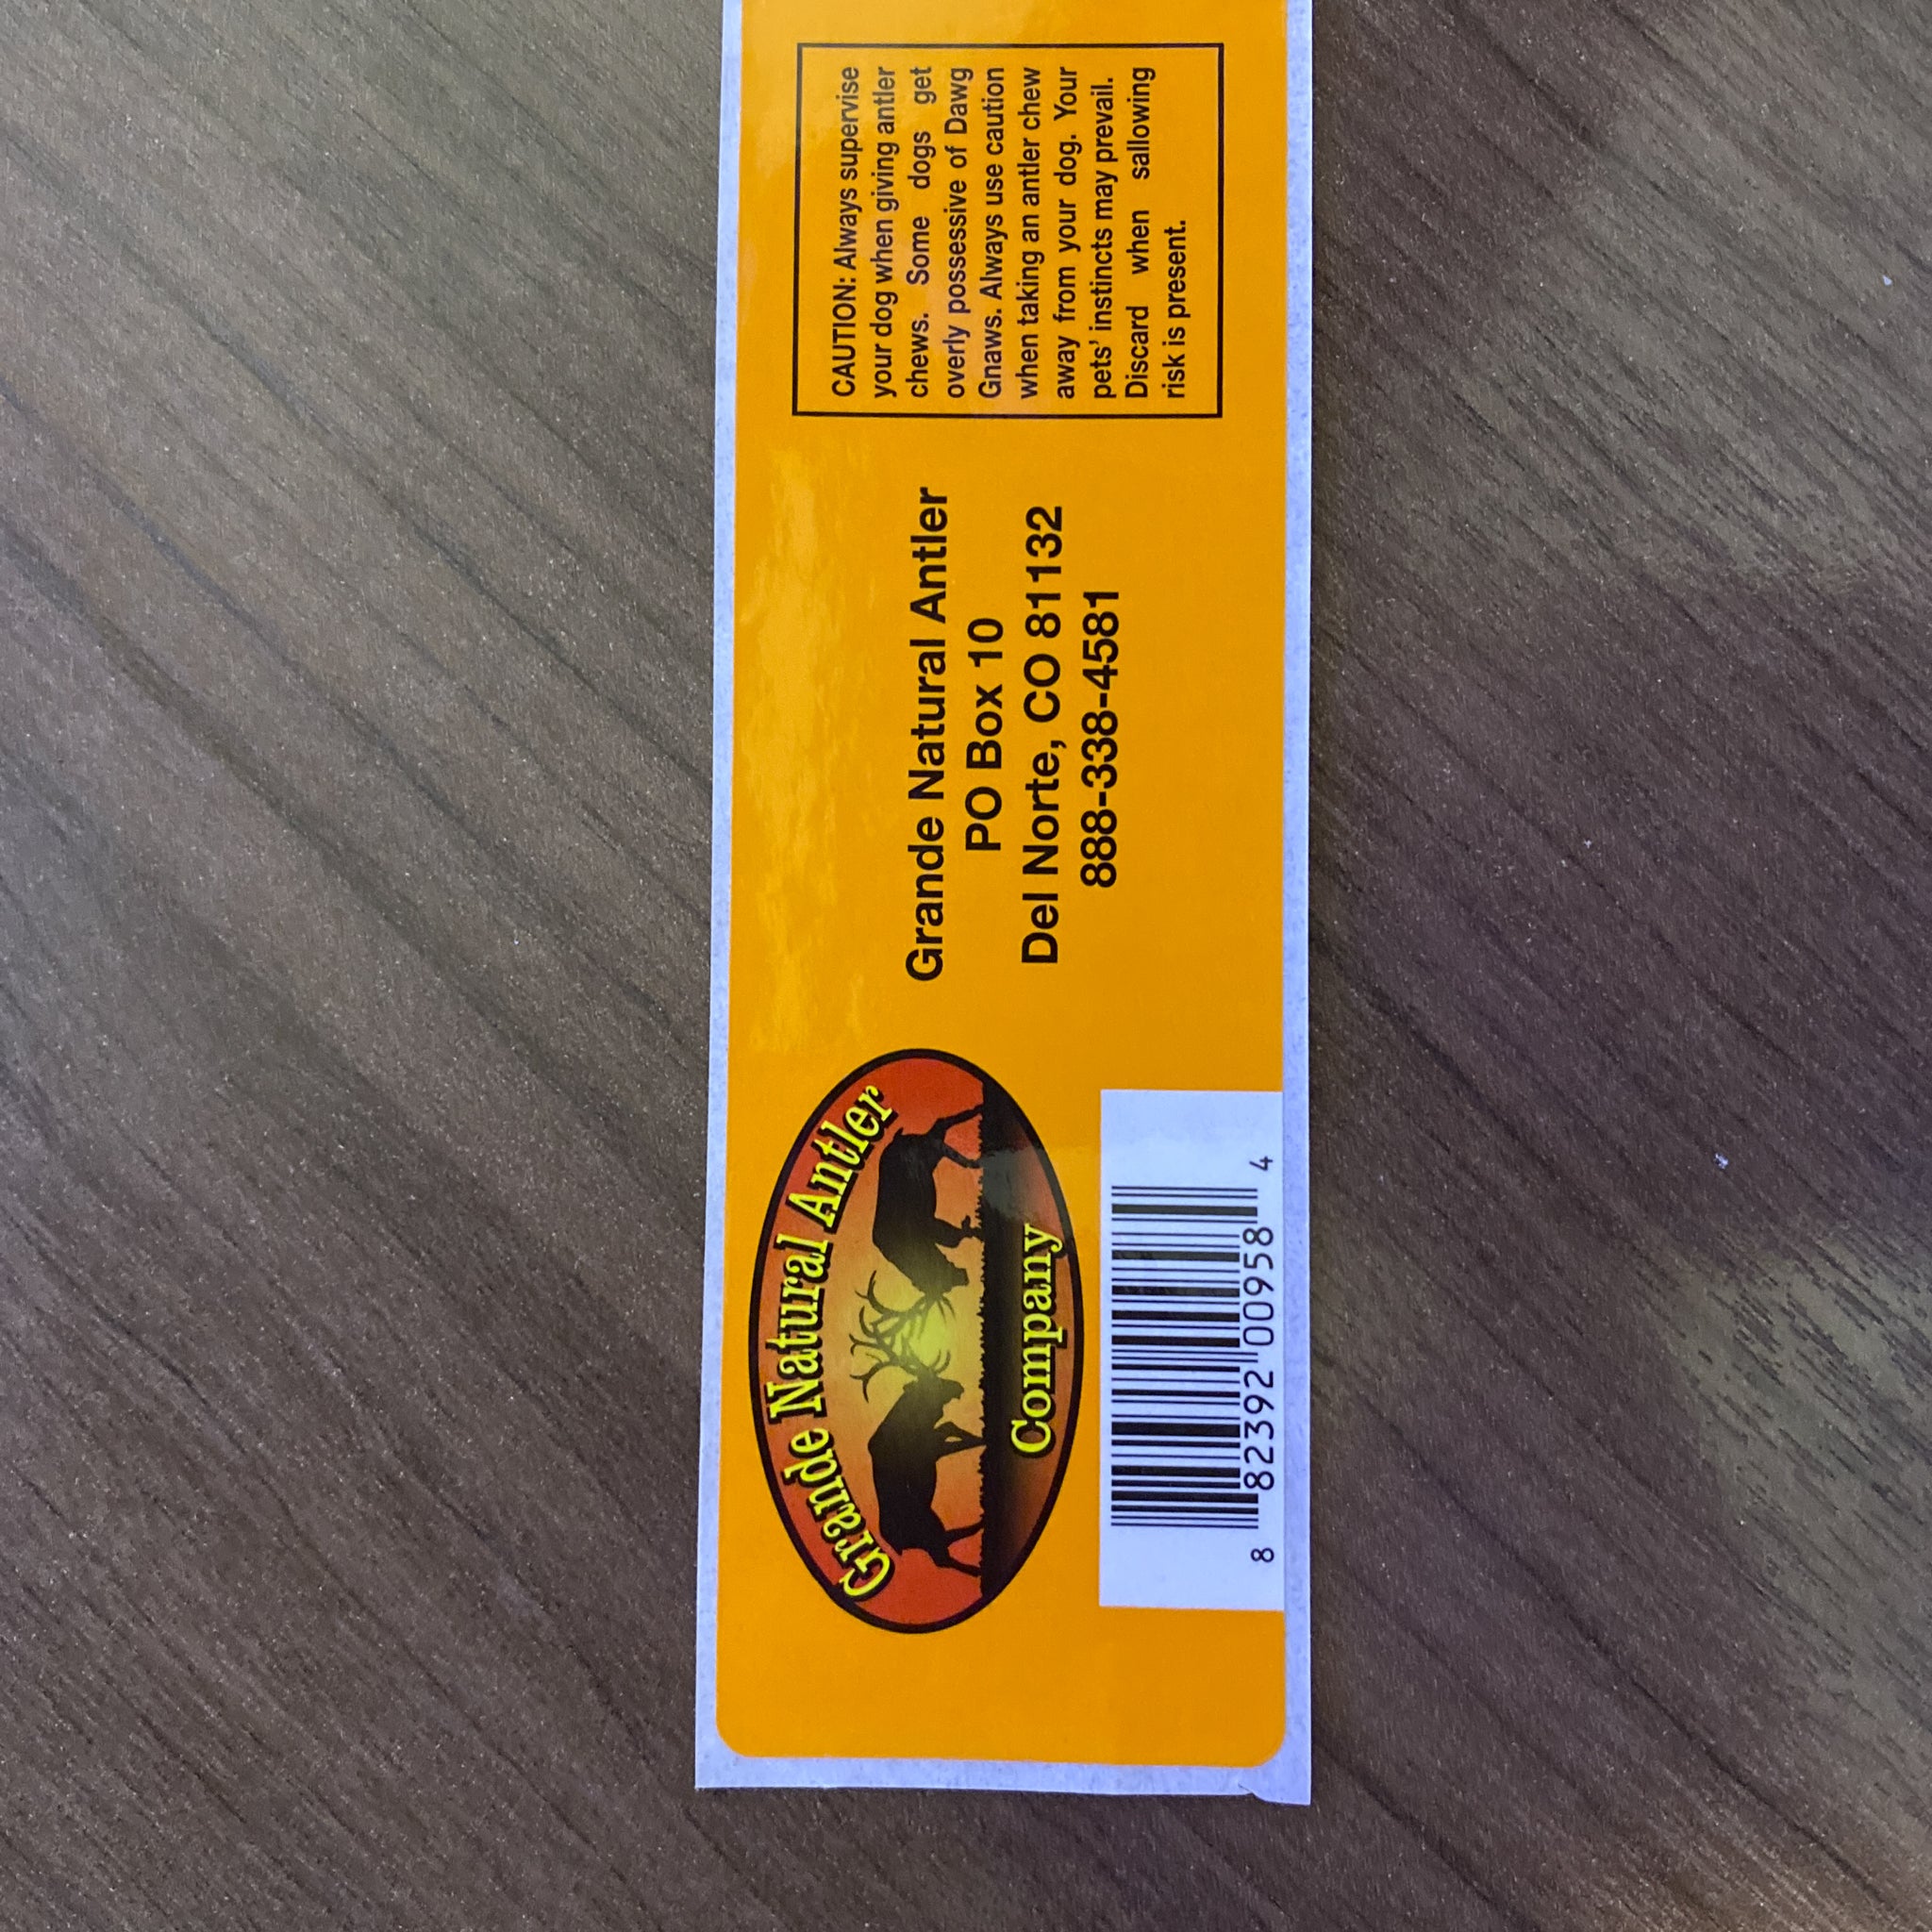 Grande Natural Antler
Company
8 82392 00958 4
Grande Natural Antler
PO Box 10
Del Norte, CO 81132
888-338-4581
CAUTION: Always supervise
your dog when giving antler
chews. Some dogs get
overly possessive of Dawg
Gnaws. Always use caution
when taking an antler chew
away from your dog. Your
pets' instincts may prevail.
Discard when sallowing
risk is present.